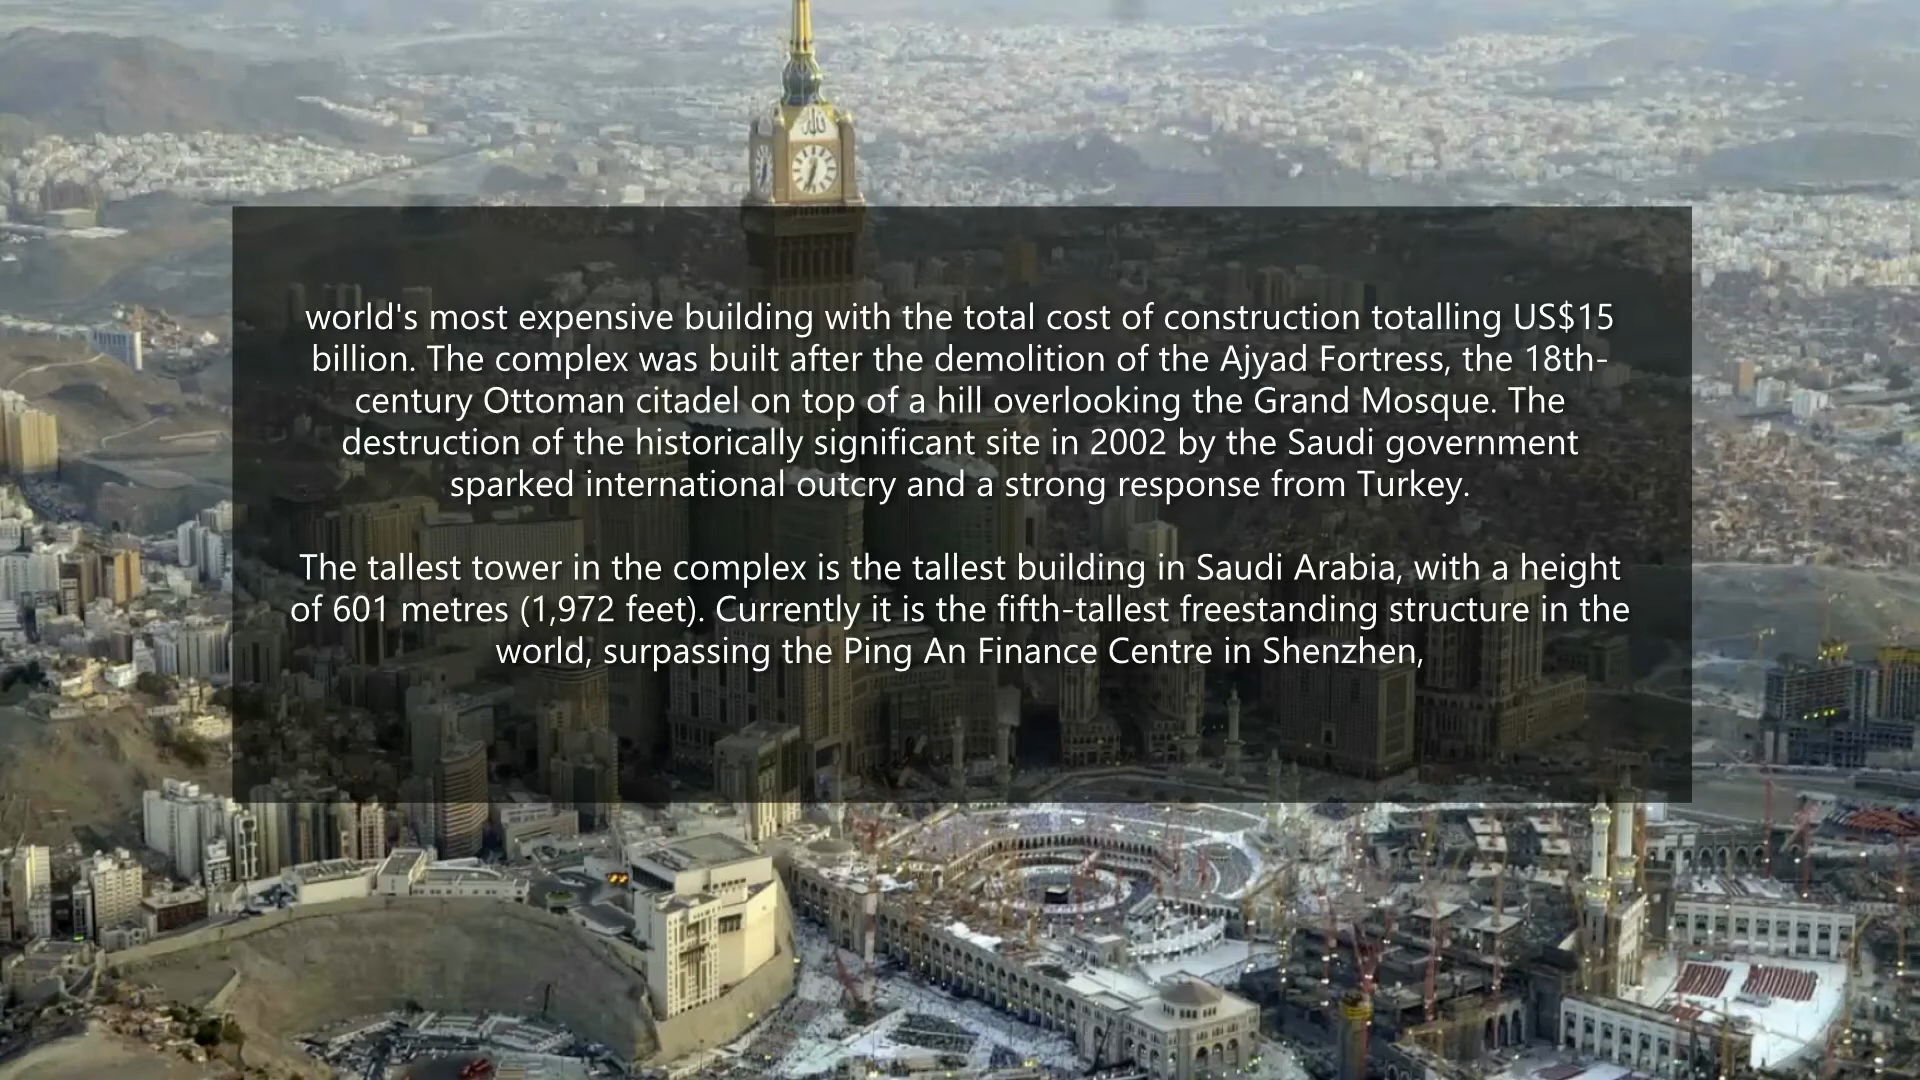 world's most expensive building with the total cost of construction totalling US$15
billion. The complex was built after the demolition of the Ajyad Fortress, the 18th-
century Ottoman citadel on top of a hill overlooking the Grand Mosque. The
destruction of the historically significant site in 2002 by the Saudi government
sparked international outcry and a strong response from Turkey.
The tallest tower in the complex is the tallest building in Saudi Arabia, with a height
of 601 metres (1,972 feet). Currently it is the fifth-tallest freestanding structure in the
world, surpassing the Ping An Finance Centre in Shenzhen,